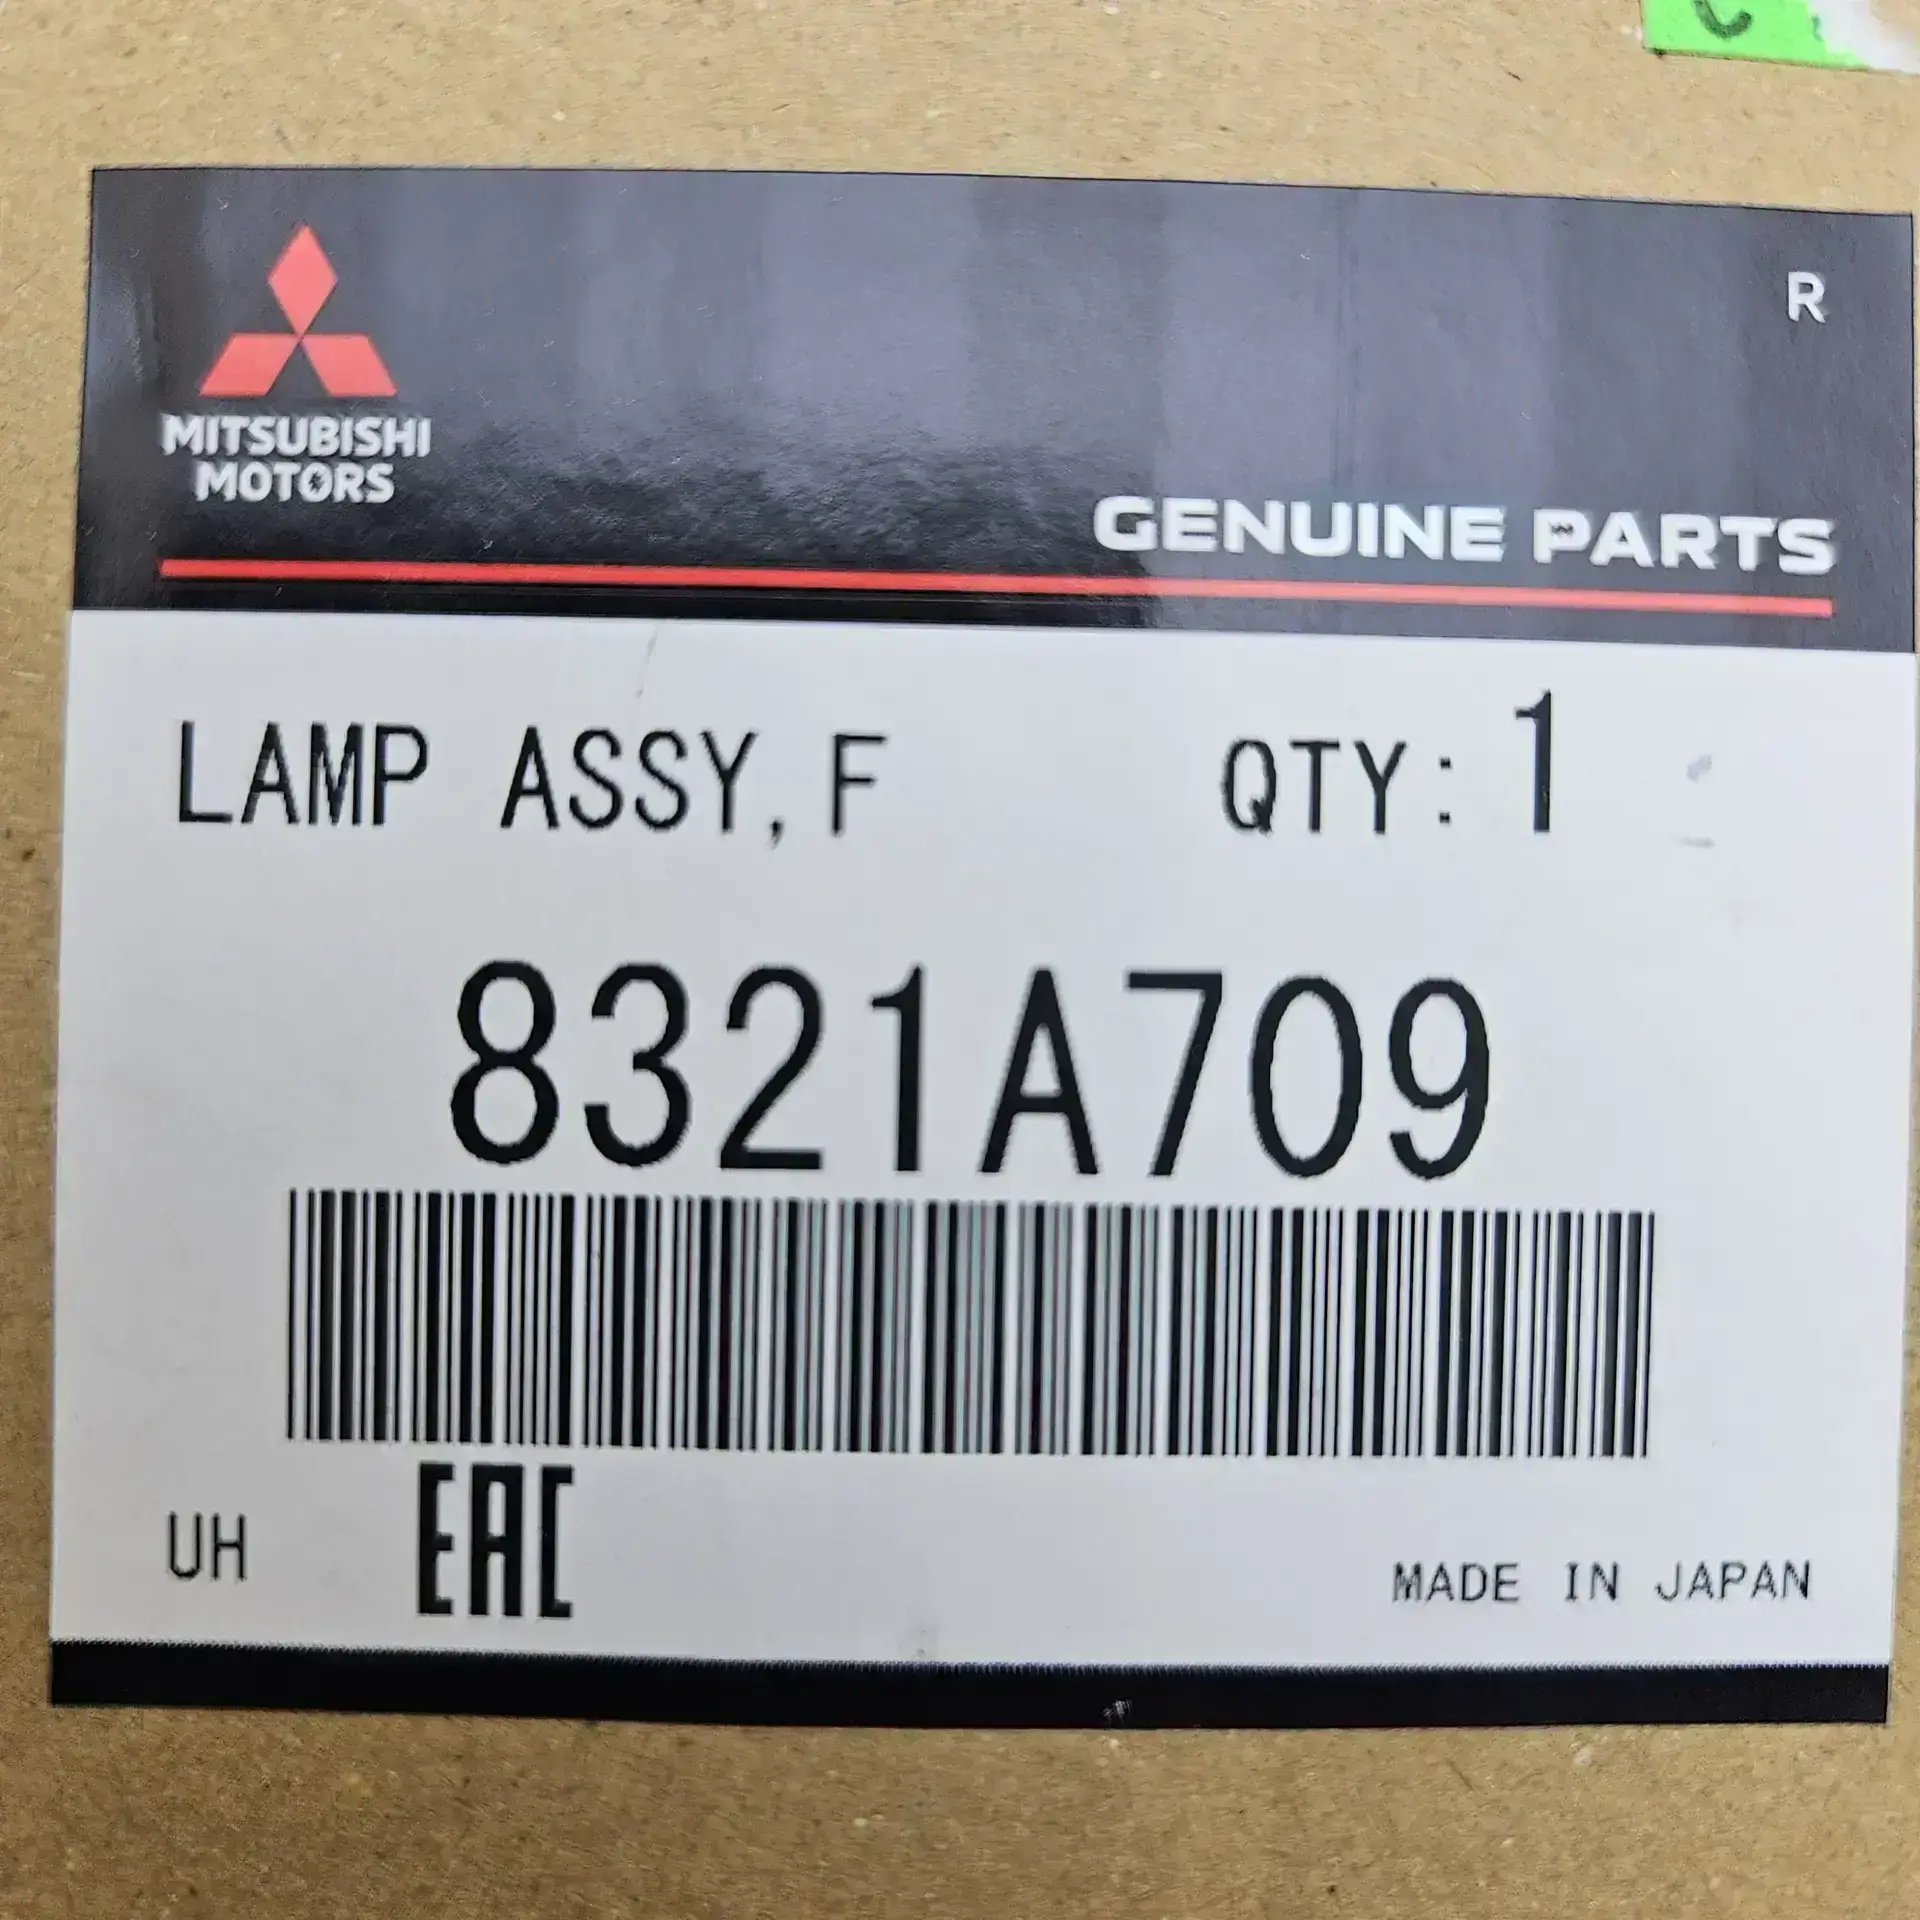 R
MITSUBISHI
MOTORS
GENUINE PARTS
LAMP ASSY,F QTY:1
8321A709
UH EAC MADE IN JAPAN